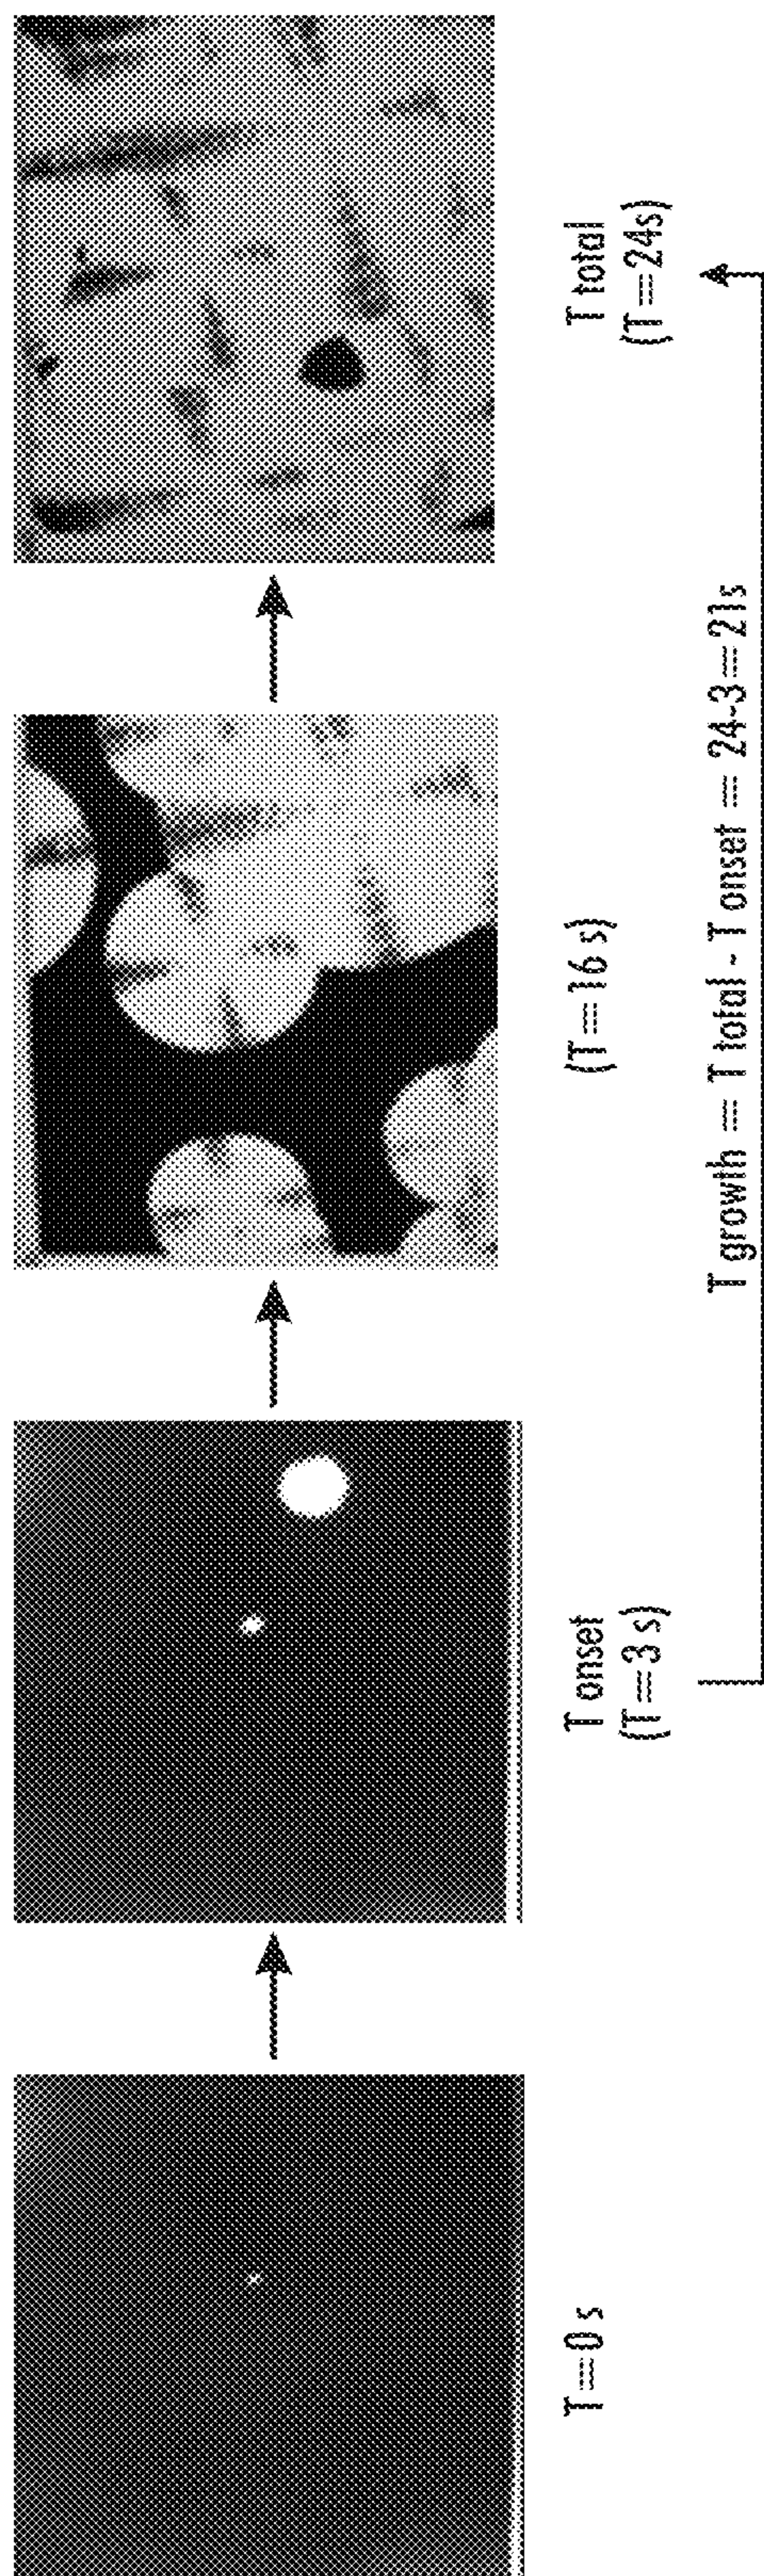 T=0 s
T onset
(T=3 s)
(T=16 s)
T total
(T=24s)
T growth = T total - T onset = 24-3=21s